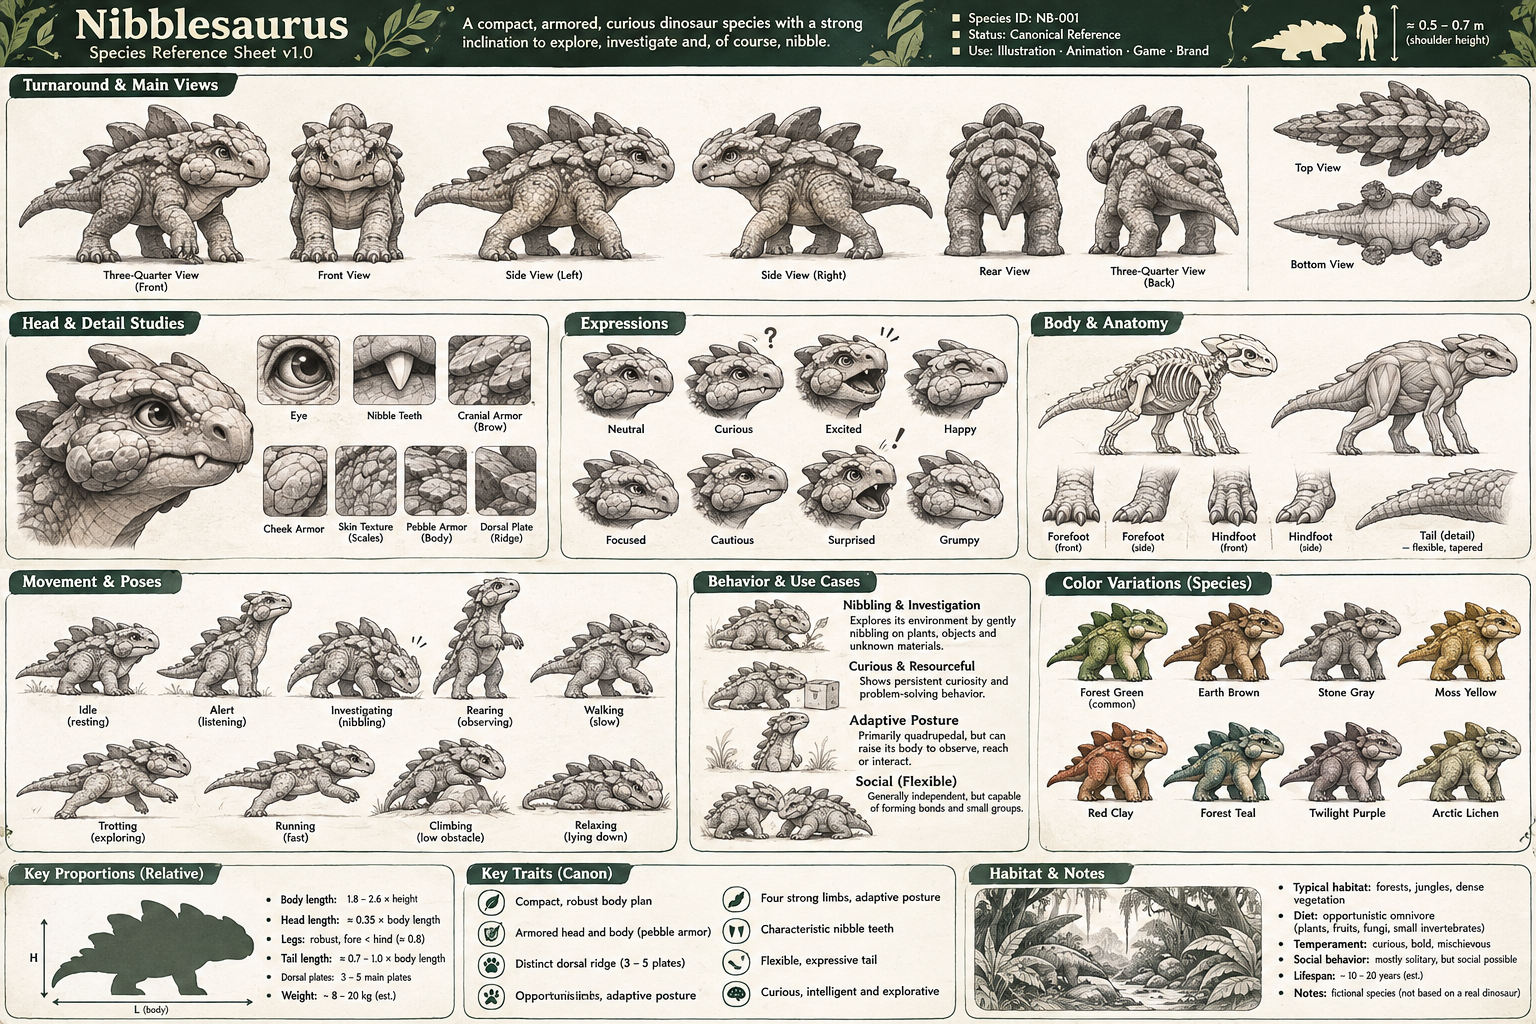 Nibblesaurus
Species Reference Sheet v1.0
A compact, armored, curious dinosaur species with a strong
inclination to explore, investigate and, of course, nibble.
Species ID: NB-001
Status: Canonical Reference
Use: Illustration · Animation · Game · Brand
≈ 0.5 – 0.7 m
(shoulder height)
Turnaround & Main Views
Three-Quarter View
(Front)
Front View
Side View (Left)
Side View (Right)
Rear View
Three-Quarter View
(Back)
Top View
Bottom View
Head & Detail Studies
Eye
Nibble Teeth
Cranial Armor
(Brow)
Cheek Armor
Skin Texture
(Scales)
Pebble Armor
(Body)
Dorsal Plate
(Ridge)
Expressions
?
Neutral
Curious
Excited
Happy
!
Focused
Cautious
Surprised
Grumpy
Body & Anatomy
Forefoot
(front)
Forefoot
(side)
Hindfoot
(front)
Hindfoot
(side)
Tail (detail)
— flexible, tapered
Movement & Poses
Idle
(resting)
Alert
(listening)
Investigating
(nibbling)
Rearing
(observing)
Walking
(slow)
Trotting
(exploring)
Running
(fast)
Climbing
(low obstacle)
Relaxing
(lying down)
Behavior & Use Cases
Nibbling & Investigation
Explores its environment by gently
nibbling on plants, objects and
unknown materials.
Curious & Resourceful
Shows persistent curiosity and
problem-solving behavior.
Adaptive Posture
Primarily quadrupedal, but can
raise its body to observe, reach
or interact.
Social (Flexible)
Generally independent, but capable
of forming bonds and small groups.
Color Variations (Species)
Forest Green
(common)
Earth Brown
Stone Gray
Moss Yellow
Red Clay
Forest Teal
Twilight Purple
Arctic Lichen
Key Proportions (Relative)
H
L (body)
Body length: 1.8 – 2.6 × height
Head length: ≈ 0.35 × body length
Legs: robust, fore < hind (≈ 0.8)
Tail length: ≈ 0.7 – 1.0 × body length
Dorsal plates: 3 – 5 main plates
Weight: ~ 8 – 20 kg (est.)
Key Traits (Canon)
Compact, robust body plan
Armored head and body (pebble armor)
Distinct dorsal ridge (3 – 5 plates)
adaptive posture
Four strong limbs, adaptive posture
Characteristic nibble teeth
Flexible, expressive tail
Curious, intelligent and explorative
Habitat & Notes
Typical habitat: forests, jungles, dense
vegetation
Diet: opportunistic omnivore
(plants, fruits, fungi, small invertebrates)
Temperament: curious, bold, mischievous
Social behavior: mostly solitary, but social possible
Lifespan: ~ 10 – 20 years (est.)
Notes: fictional species (not based on a real dinosaur)